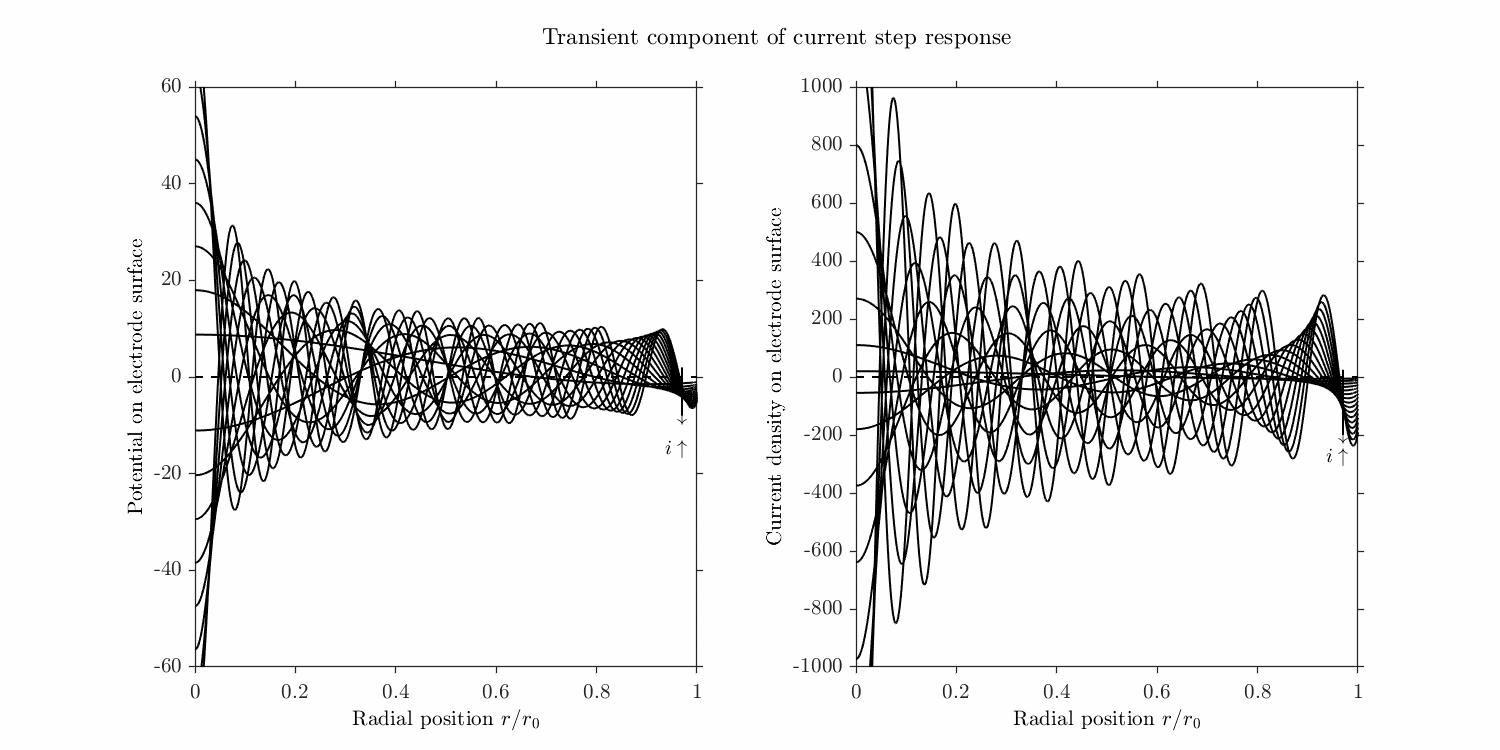 Transient component of current step response
Potential on electrode surface
60
40
20
0
-20
-40
-60
0 0.2 0.4 0.6 0.8 1
Radial position r/r₀
i ↑
Current density on electrode surface
1000
800
600
400
200
0
-200
-400
-600
-800
-1000
0 0.2 0.4 0.6 0.8 1
Radial position r/r₀
i ↑